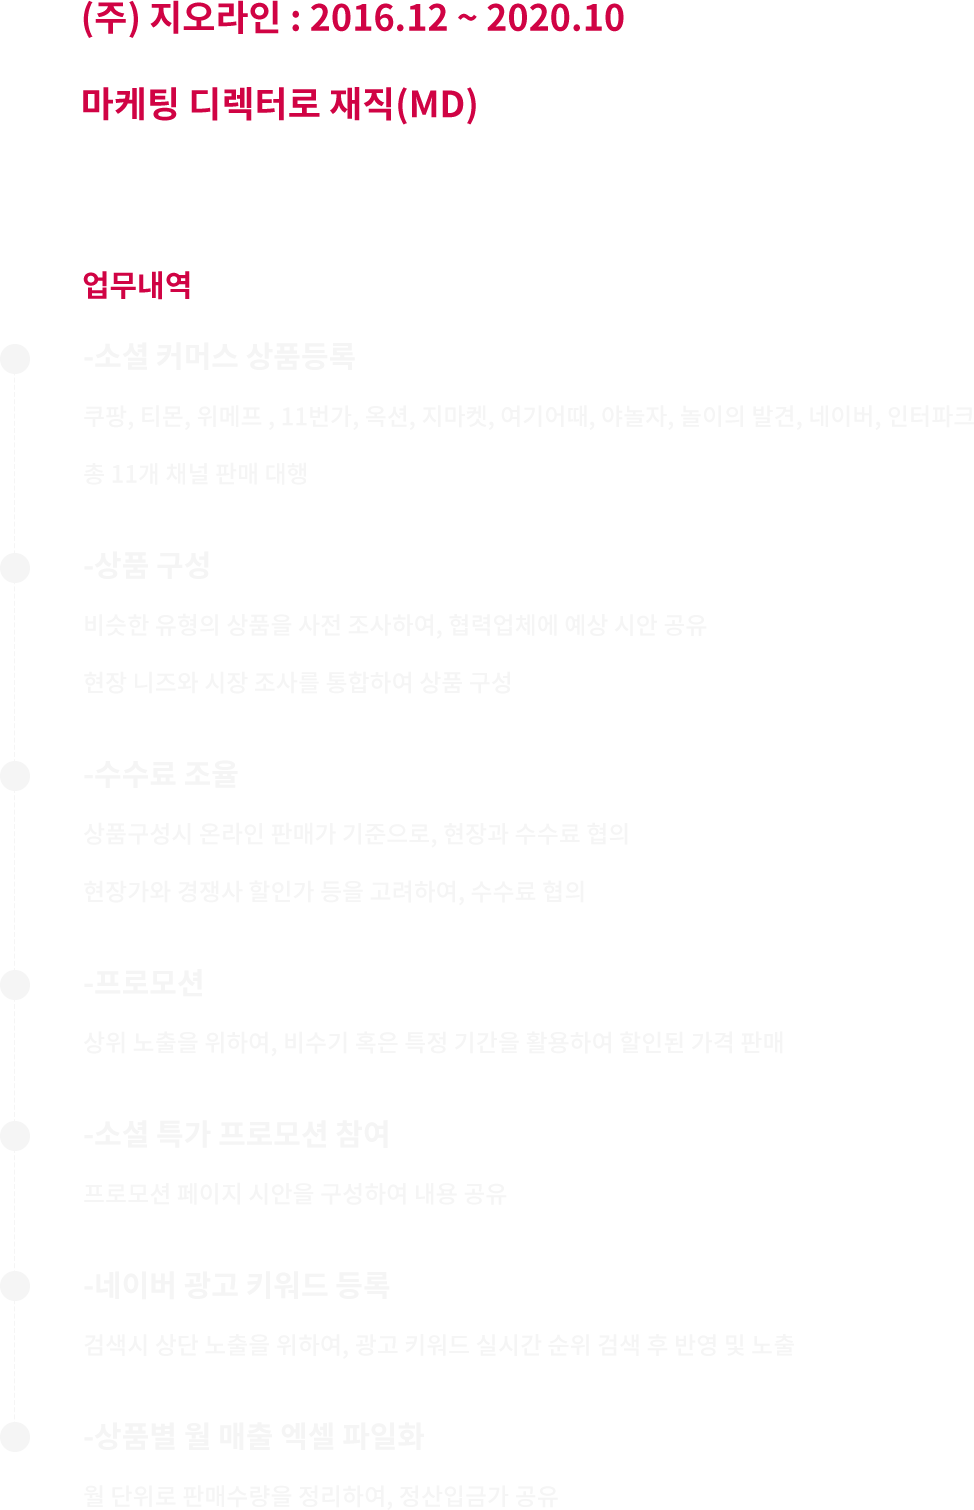 (주) 지오라인 : 2016.12 ~ 2020.10
마케팅 디렉터로 재직(MD)
업무내역
-소셜 커머스 상품등록
쿠팡, 티몬, 위메프 , 11번가, 옥션, 지마켓, 여기어때, 야놀자, 놀이의 발견, 네이버, 인터파크
총 11개 채널 판매 대행
-상품 구성
비슷한 유형의 상품을 사전 조사하여, 협력업체에 예상 시안 공유
현장 니즈와 시장 조사를 통합하여 상품 구성
-수수료 조율
상품구성시 온라인 판매가 기준으로, 현장과 수수료 협의
현장가와 경쟁사 할인가 등을 고려하여, 수수료 협의
-프로모션
상위 노출을 위하여, 비수기 혹은 특정 기간을 활용하여 할인된 가격 판매
-소셜 특가 프로모션 참여
프로모션 페이지 시안을 구성하여 내용 공유
-네이버 광고 키워드 등록
검색시 상단 노출을 위하여, 광고 키워드 실시간 순위 검색 후 반영 및 노출
-상품별 월 매출 엑셀 파일화
월 단위로 판매수량을 정리하여, 정산입금가 공유